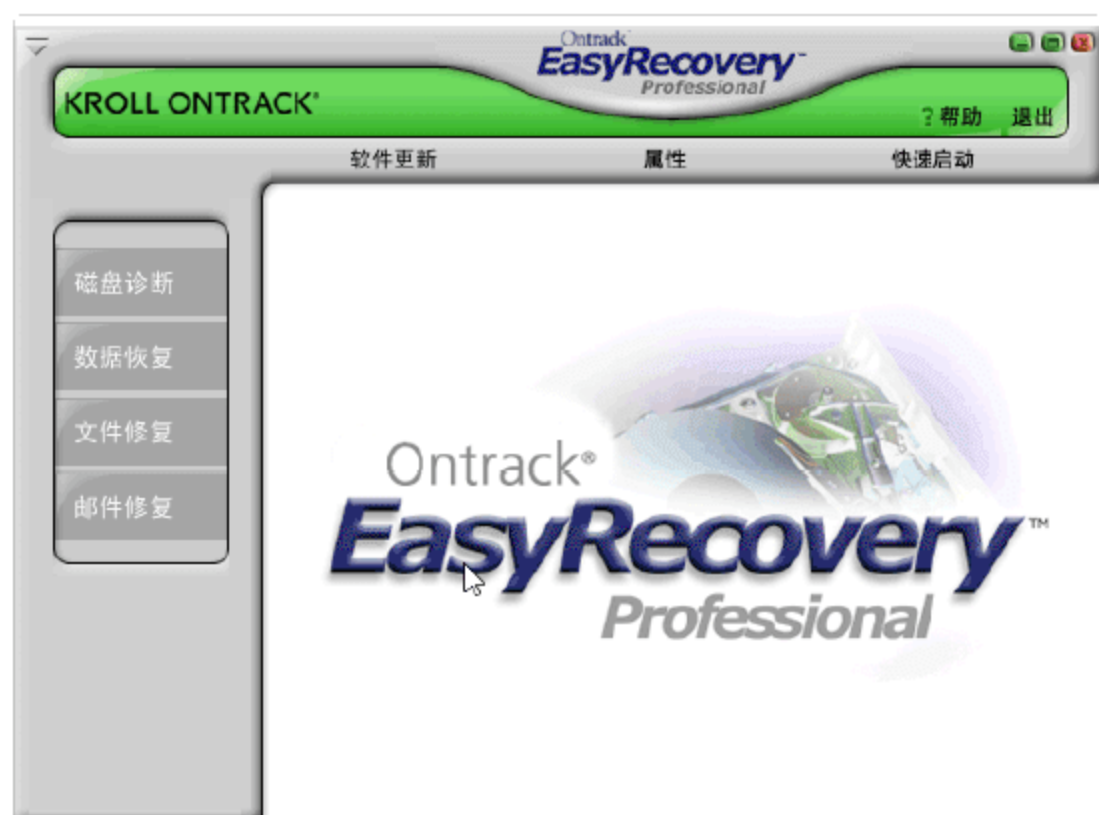 Ontrack
EasyRecovery™
Professional
KROLL ONTRACK®
?帮助 退出
软件更新 属性 快速启动
磁盘诊断
数据恢复
文件修复
邮件修复
Ontrack®
EasyRecovery™
Professional